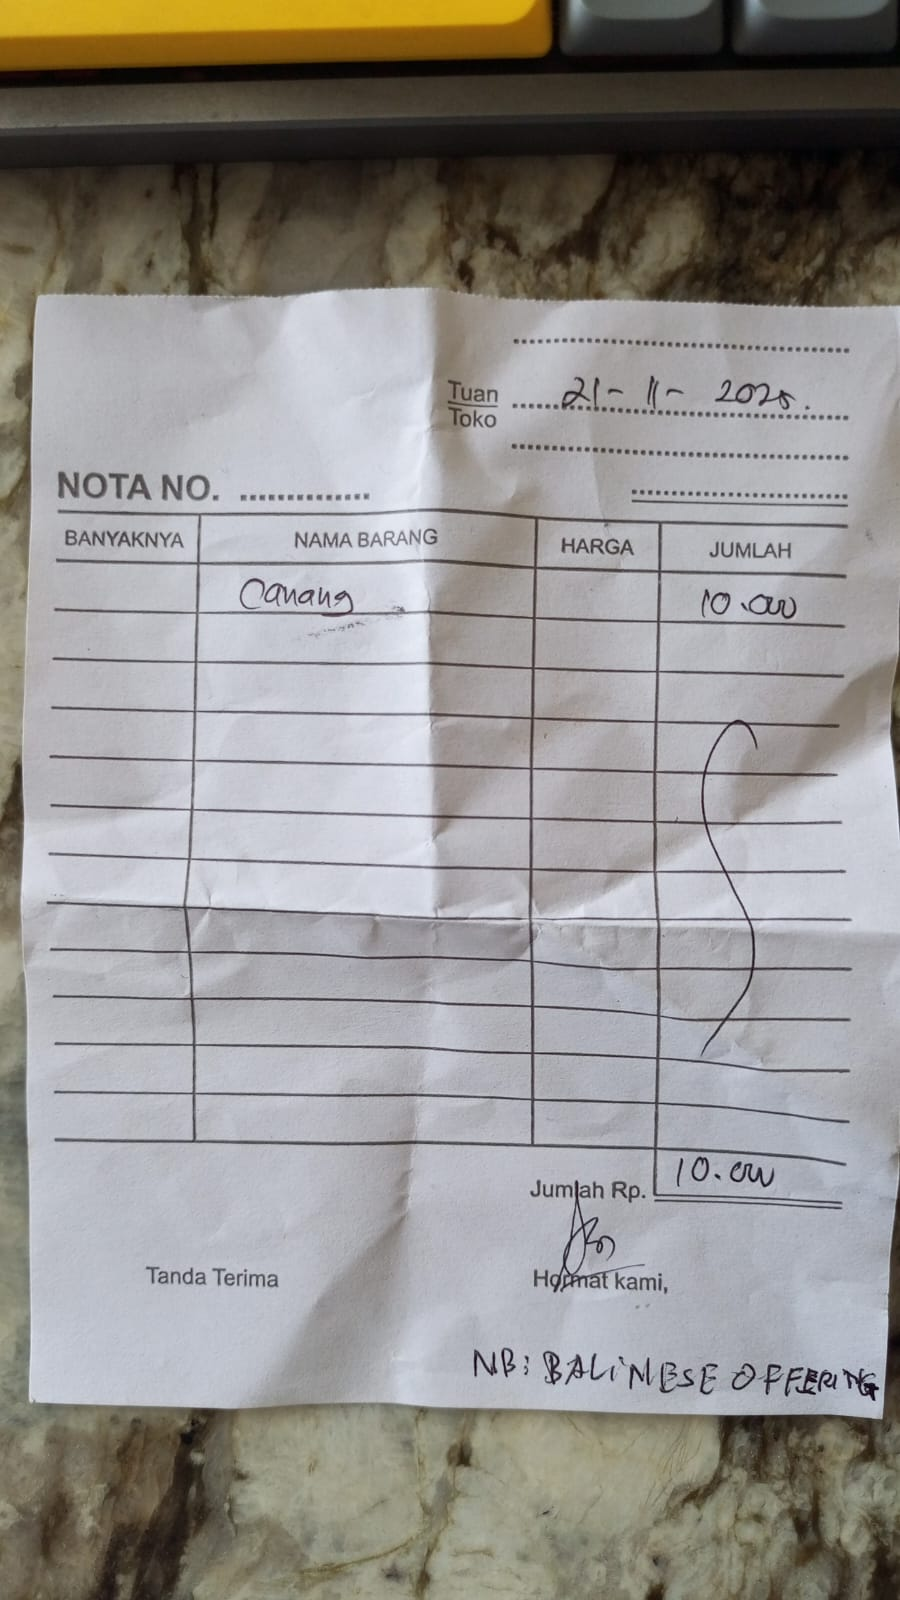 Tuan
Toko
21-11-2025.
NOTA NO.
BANYAKNYA NAMA BARANG HARGA JUMLAH
Canang 10.000
Jumlah Rp. 10.000
Tanda Terima Hormat kami,
NB: BALINESE OFFERING